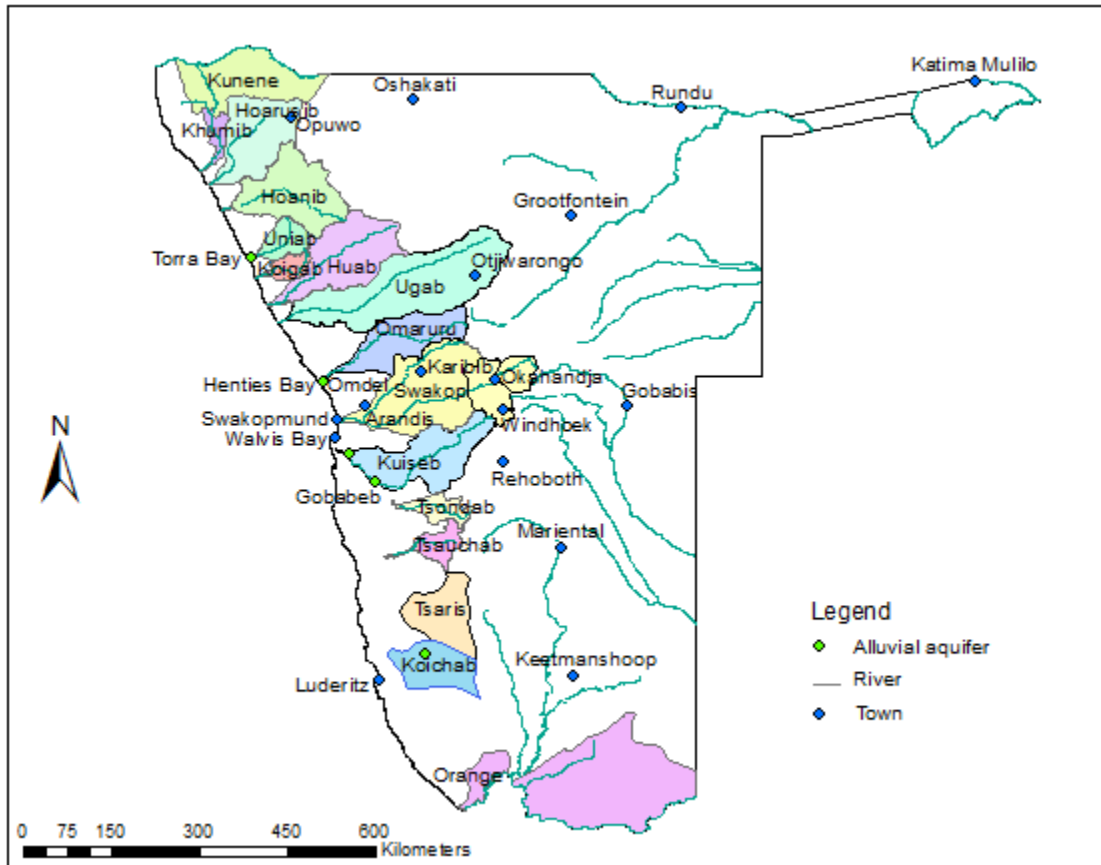 Katima Mulilo
Kunene
Oshakati
Rundu
Hoarusib
Khumib
Opuwo
Hoanib
Grootfontein
Uniab
Torra Bay
Koigab
Huab
Otjiwarongo
Ugab
Omaruru
Karibib
Henties Bay
Omdel
Okahandja
Swakop
Gobabis
Swakopmund
Arandis
Windhoek
N
Walvis Bay
Kuiseb
Rehoboth
Gobabeb
Tsondab
Mariental
Tsauchab
Tsaris
Legend
Alluvial aquifer
Koichab
Keetmanshoop
River
Luderitz
Town
Orange
0 75 150 300 450 600
Kilometers